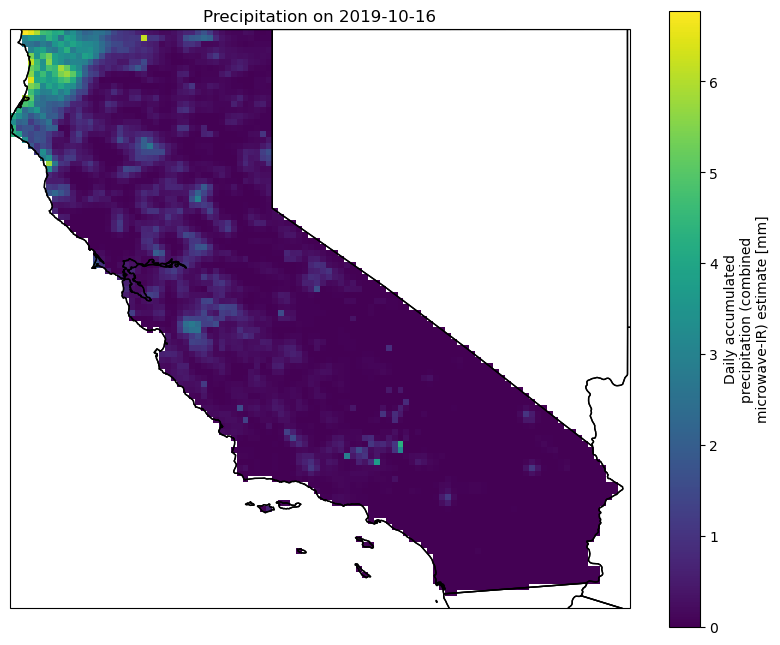 Precipitation on 2019-10-16
6
5
4
3
2
1
0
Daily accumulated
precipitation (combined
microwave-IR) estimate [mm]